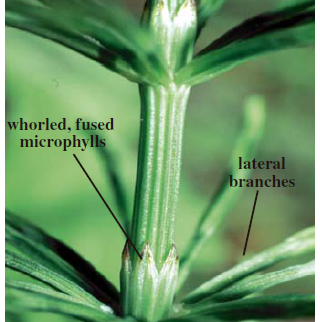 whorled, fused
microphylls
lateral
branches